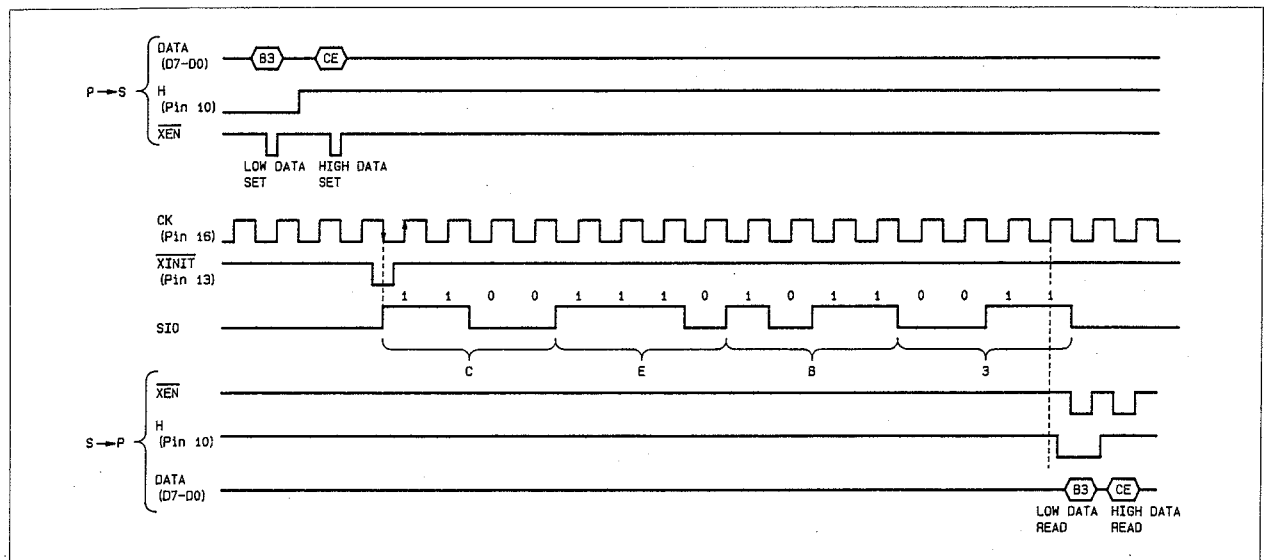 DATA
(D7-D0)
B3 CE
P→S
H
(Pin 10)
XEN
LOW DATA HIGH DATA
SET SET
CK
(Pin 16)
XINIT
(Pin 13)
1 1 0 0 1 1 1 0 1 0 1 1 0 0 1 1
SIO
C E B 3
XEN
S→P
H
(Pin 10)
DATA
(D7-D0)
B3 CE
LOW DATA HIGH DATA
READ READ